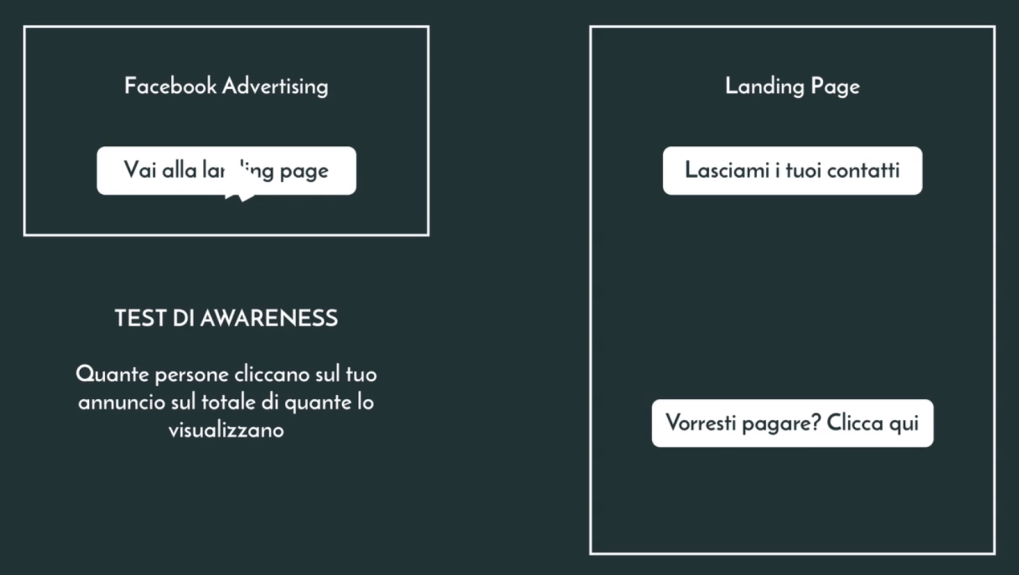 Facebook Advertising
Vai alla landing page
TEST DI AWARENESS
Quante persone cliccano sul tuo
annuncio sul totale di quante lo
visualizzano
Landing Page
Lasciami i tuoi contatti
Vorresti pagare? Clicca qui